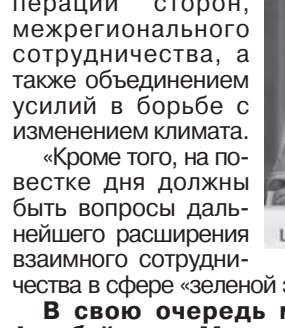 пераций сторон,
межрегионального
сотрудничества, а
также объединением
усилий в борьбе с
изменением климата.
«Кроме того, на по-
вестке дня должны
быть вопросы даль-
нейшего расширения
взаимного сотрудни-
чества в сфере «зеленой
В свою очередь